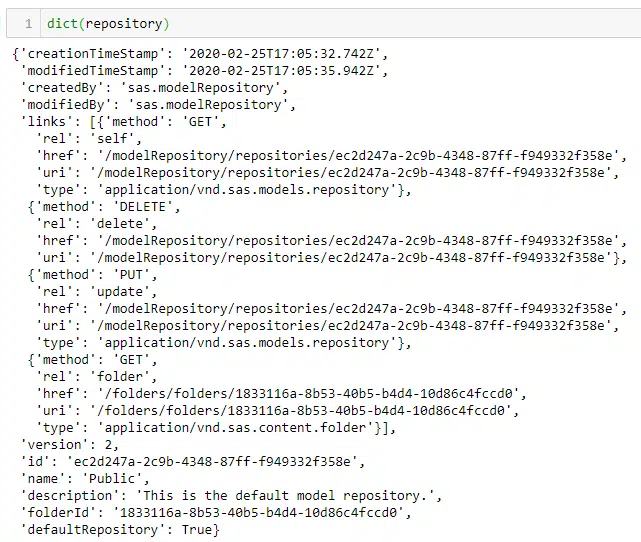 1 dict(repository)
{'creationTimeStamp': '2020-02-25T17:05:32.742Z',
'modifiedTimeStamp': '2020-02-25T17:05:35.942Z',
'createdBy': 'sas.modelRepository',
'modifiedBy': 'sas.modelRepository',
'links': [{'method': 'GET',
'rel': 'self',
'href': '/modelRepository/repositories/ec2d247a-2c9b-4348-87ff-f949332f358e',
'uri': '/modelRepository/repositories/ec2d247a-2c9b-4348-87ff-f949332f358e',
'type': 'application/vnd.sas.models.repository'},
{'method': 'DELETE',
'rel': 'delete',
'href': '/modelRepository/repositories/ec2d247a-2c9b-4348-87ff-f949332f358e',
'uri': '/modelRepository/repositories/ec2d247a-2c9b-4348-87ff-f949332f358e'},
{'method': 'PUT',
'rel': 'update',
'href': '/modelRepository/repositories/ec2d247a-2c9b-4348-87ff-f949332f358e',
'uri': '/modelRepository/repositories/ec2d247a-2c9b-4348-87ff-f949332f358e',
'type': 'application/vnd.sas.models.repository'},
{'method': 'GET',
'rel': 'folder',
'href': '/folders/folders/1833116a-8b53-40b5-b4d4-10d86c4fccd0',
'uri': '/folders/folders/1833116a-8b53-40b5-b4d4-10d86c4fccd0',
'type': 'application/vnd.sas.content.folder'}],
'version': 2,
'id': 'ec2d247a-2c9b-4348-87ff-f949332f358e',
'name': 'Public',
'description': 'This is the default model repository.',
'folderId': '1833116a-8b53-40b5-b4d4-10d86c4fccd0',
'defaultRepository': True}